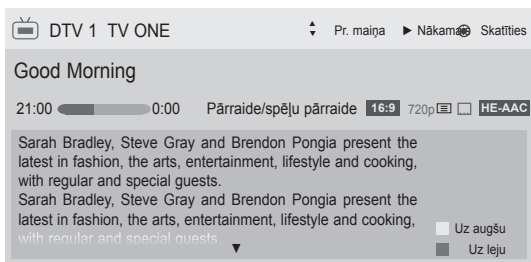 DTV 1 TV ONE Pr. maiņa ► Nākamais Skatīties
Good Morning
21:00 0:00 Pārraide/spēļu pārraide 16:9 720p HE-AAC
Sarah Bradley, Steve Gray and Brendon Pongia present the
latest in fashion, the arts, entertainment, lifestyle and cooking,
with regular and special guests.
Sarah Bradley, Steve Gray and Brendon Pongia present the
latest in fashion, the arts, entertainment, lifestyle and cooking,
with regular and special guests.
Uz augšu
Uz leju